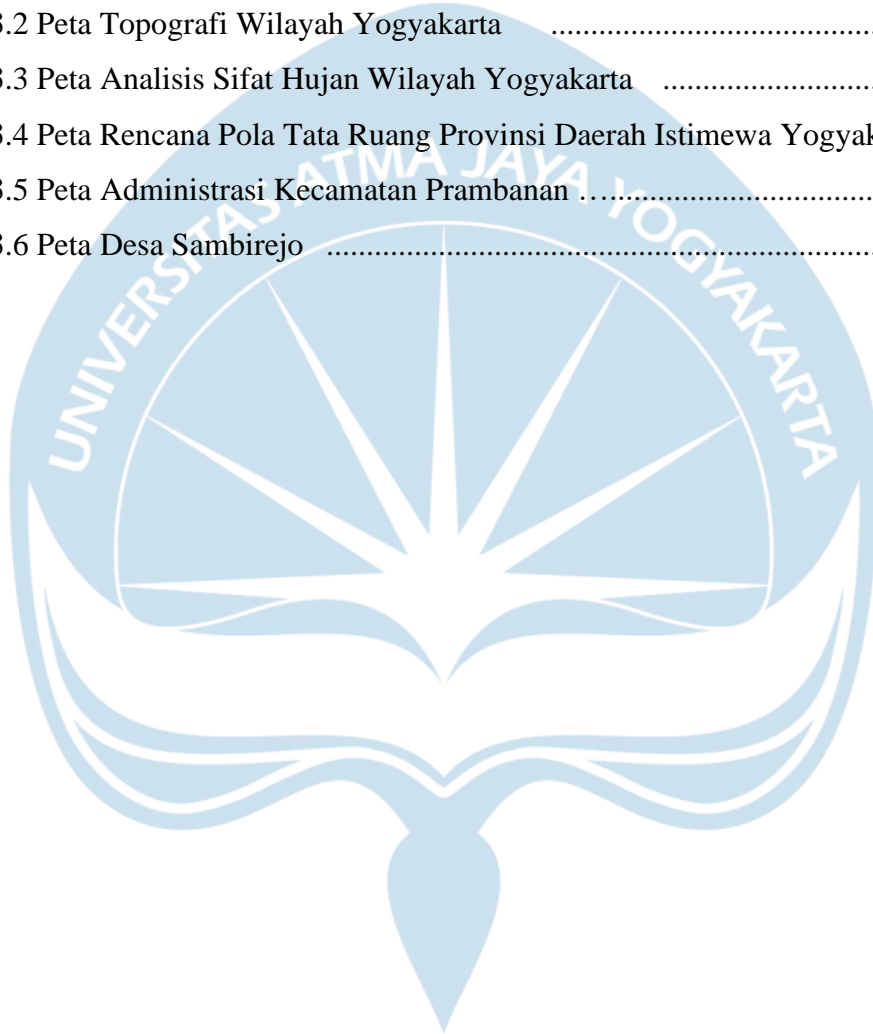 3.2 Peta Topografi Wilayah Yogyakarta ........................................
3.3 Peta Analisis Sifat Hujan Wilayah Yogyakarta ..........................
3.4 Peta Rencana Pola Tata Ruang Provinsi Daerah Istimewa Yogyak
3.5 Peta Administrasi Kecamatan Prambanan …................................
3.6 Peta Desa Sambirejo ....................................................................
UNIVERSITAS ATMA JAYA YOGYAKARTA